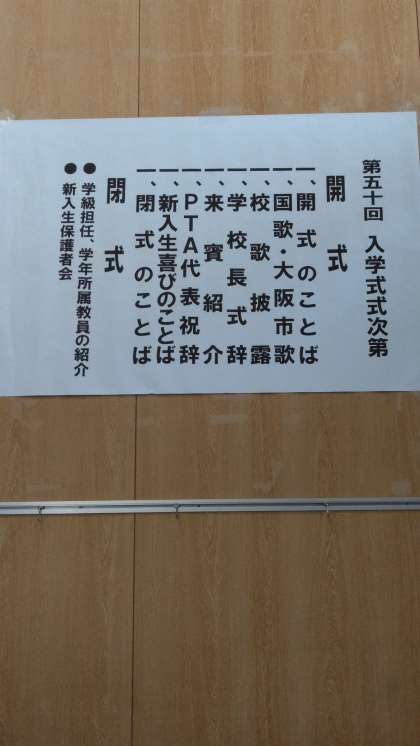 第五十回 入学式式次第
開式
一、開式のことば
一、国歌・大阪市歌
一、校歌披露
一、学校長式辞
一、来賓紹介
一、PTA代表祝辞
一、新入生喜びのことば
一、閉式のことば
閉式
●学級担任、学年所属教員の紹介
●新入生保護者会